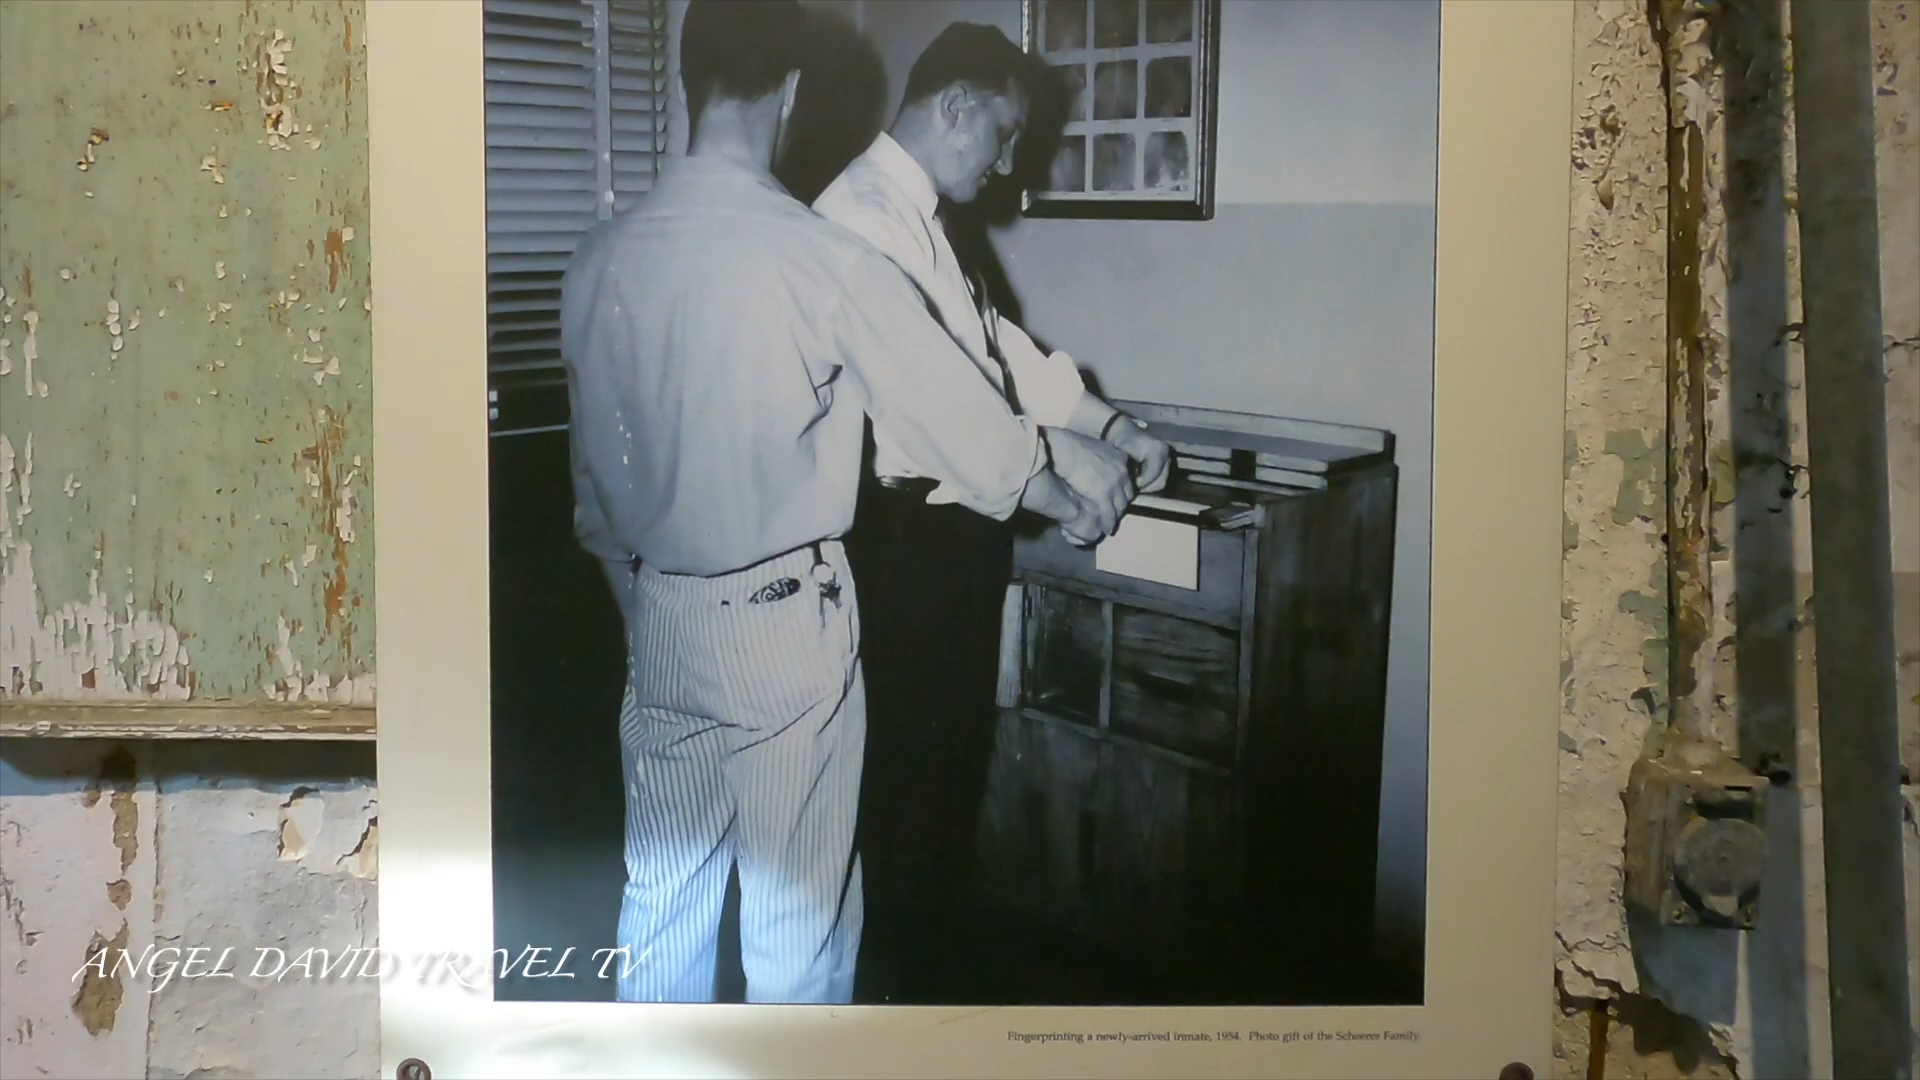 ANGEL DAVID TRAVEL TV
Fingerprinting a newly-arrived inmate, 1954. Photo gift of the Scheerer Family.